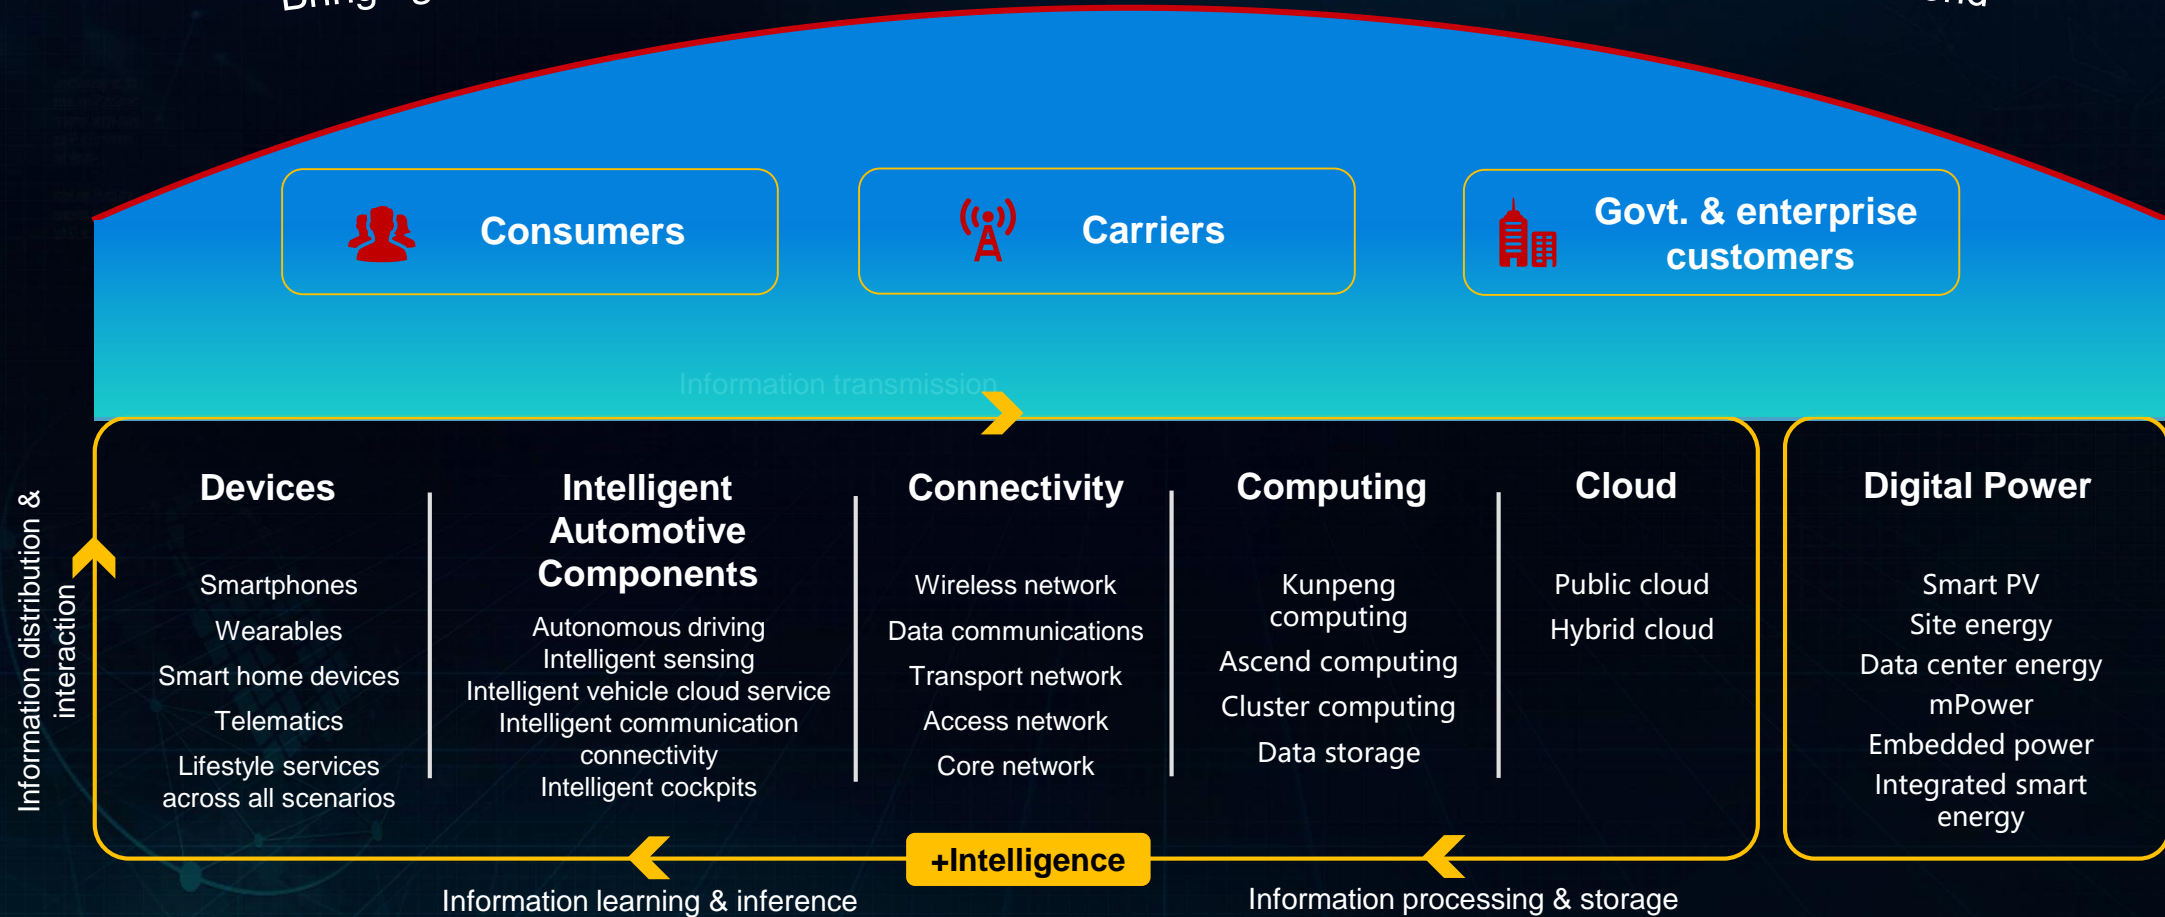 Consumers
Carriers
Govt. & enterprise
customers
Information transmission
Information distribution &
interaction
Devices
Smartphones
Wearables
Smart home devices
Telematics
Lifestyle services
across all scenarios
Intelligent
Automotive
Components
Autonomous driving
Intelligent sensing
Intelligent vehicle cloud service
Intelligent communication
connectivity
Intelligent cockpits
Connectivity
Wireless network
Data communications
Transport network
Access network
Core network
Computing
Kunpeng
computing
Ascend computing
Cluster computing
Data storage
Cloud
Public cloud
Hybrid cloud
Digital Power
Smart PV
Site energy
Data center energy
mPower
Embedded power
Integrated smart
energy
+Intelligence
Information learning & inference
Information processing & storage